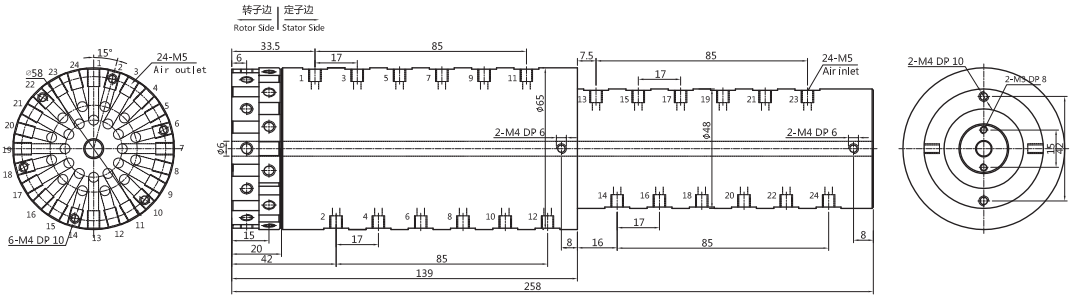 转子边 定子边
Rotor Side Stator Side
33.5 85
6 17
7.5 85
17
15°
24-M5
Air outlet
⌀58
24 1 2 3
23 4
22 5
21 6
20 7
19 8
18 9
17 10
16 11
15 14 13 12
6-M4 DP 10
1 3 5 7 9 11
13 15 17 19 21 23
24-M5
Air inlet
ϕ65
ϕ48
ϕ6
2-M4 DP 6
2-M4 DP 6
2 4 6 8 10 12
14 16 18 20 22 24
15 17 8 16 17 8
20 85 85
42
139
258
2-M4 DP 10
2-M3 DP 8
15
42